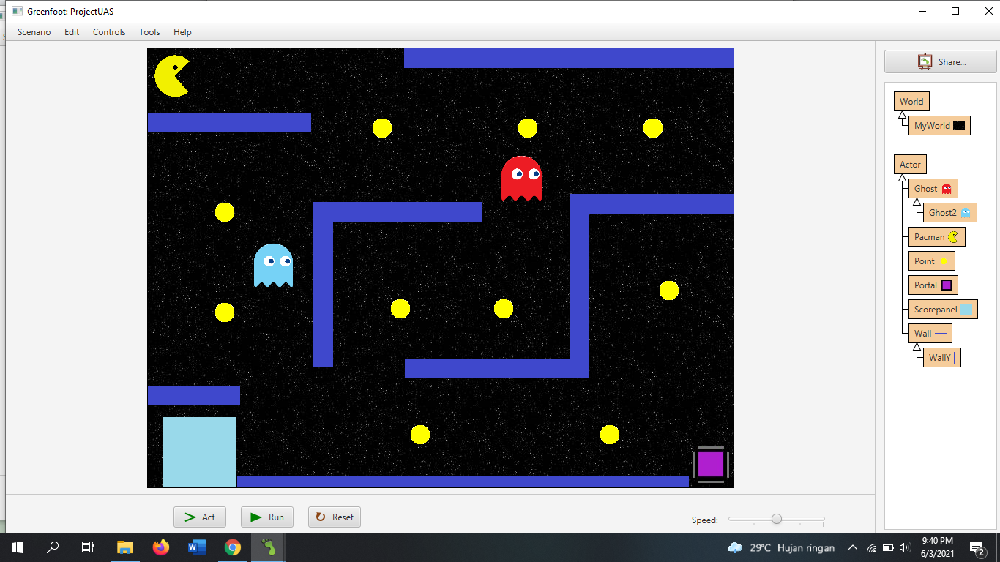 Greenfoot: ProjectUAS
Scenario Edit Controls Tools Help
Share...
World
MyWorld
Actor
Ghost
Ghost2
Pacman
Point
Portal
Scorepanel
Wall
WallY
Act Run Reset
Speed:
29°C Hujan ringan
9:40 PM
6/3/2021
2